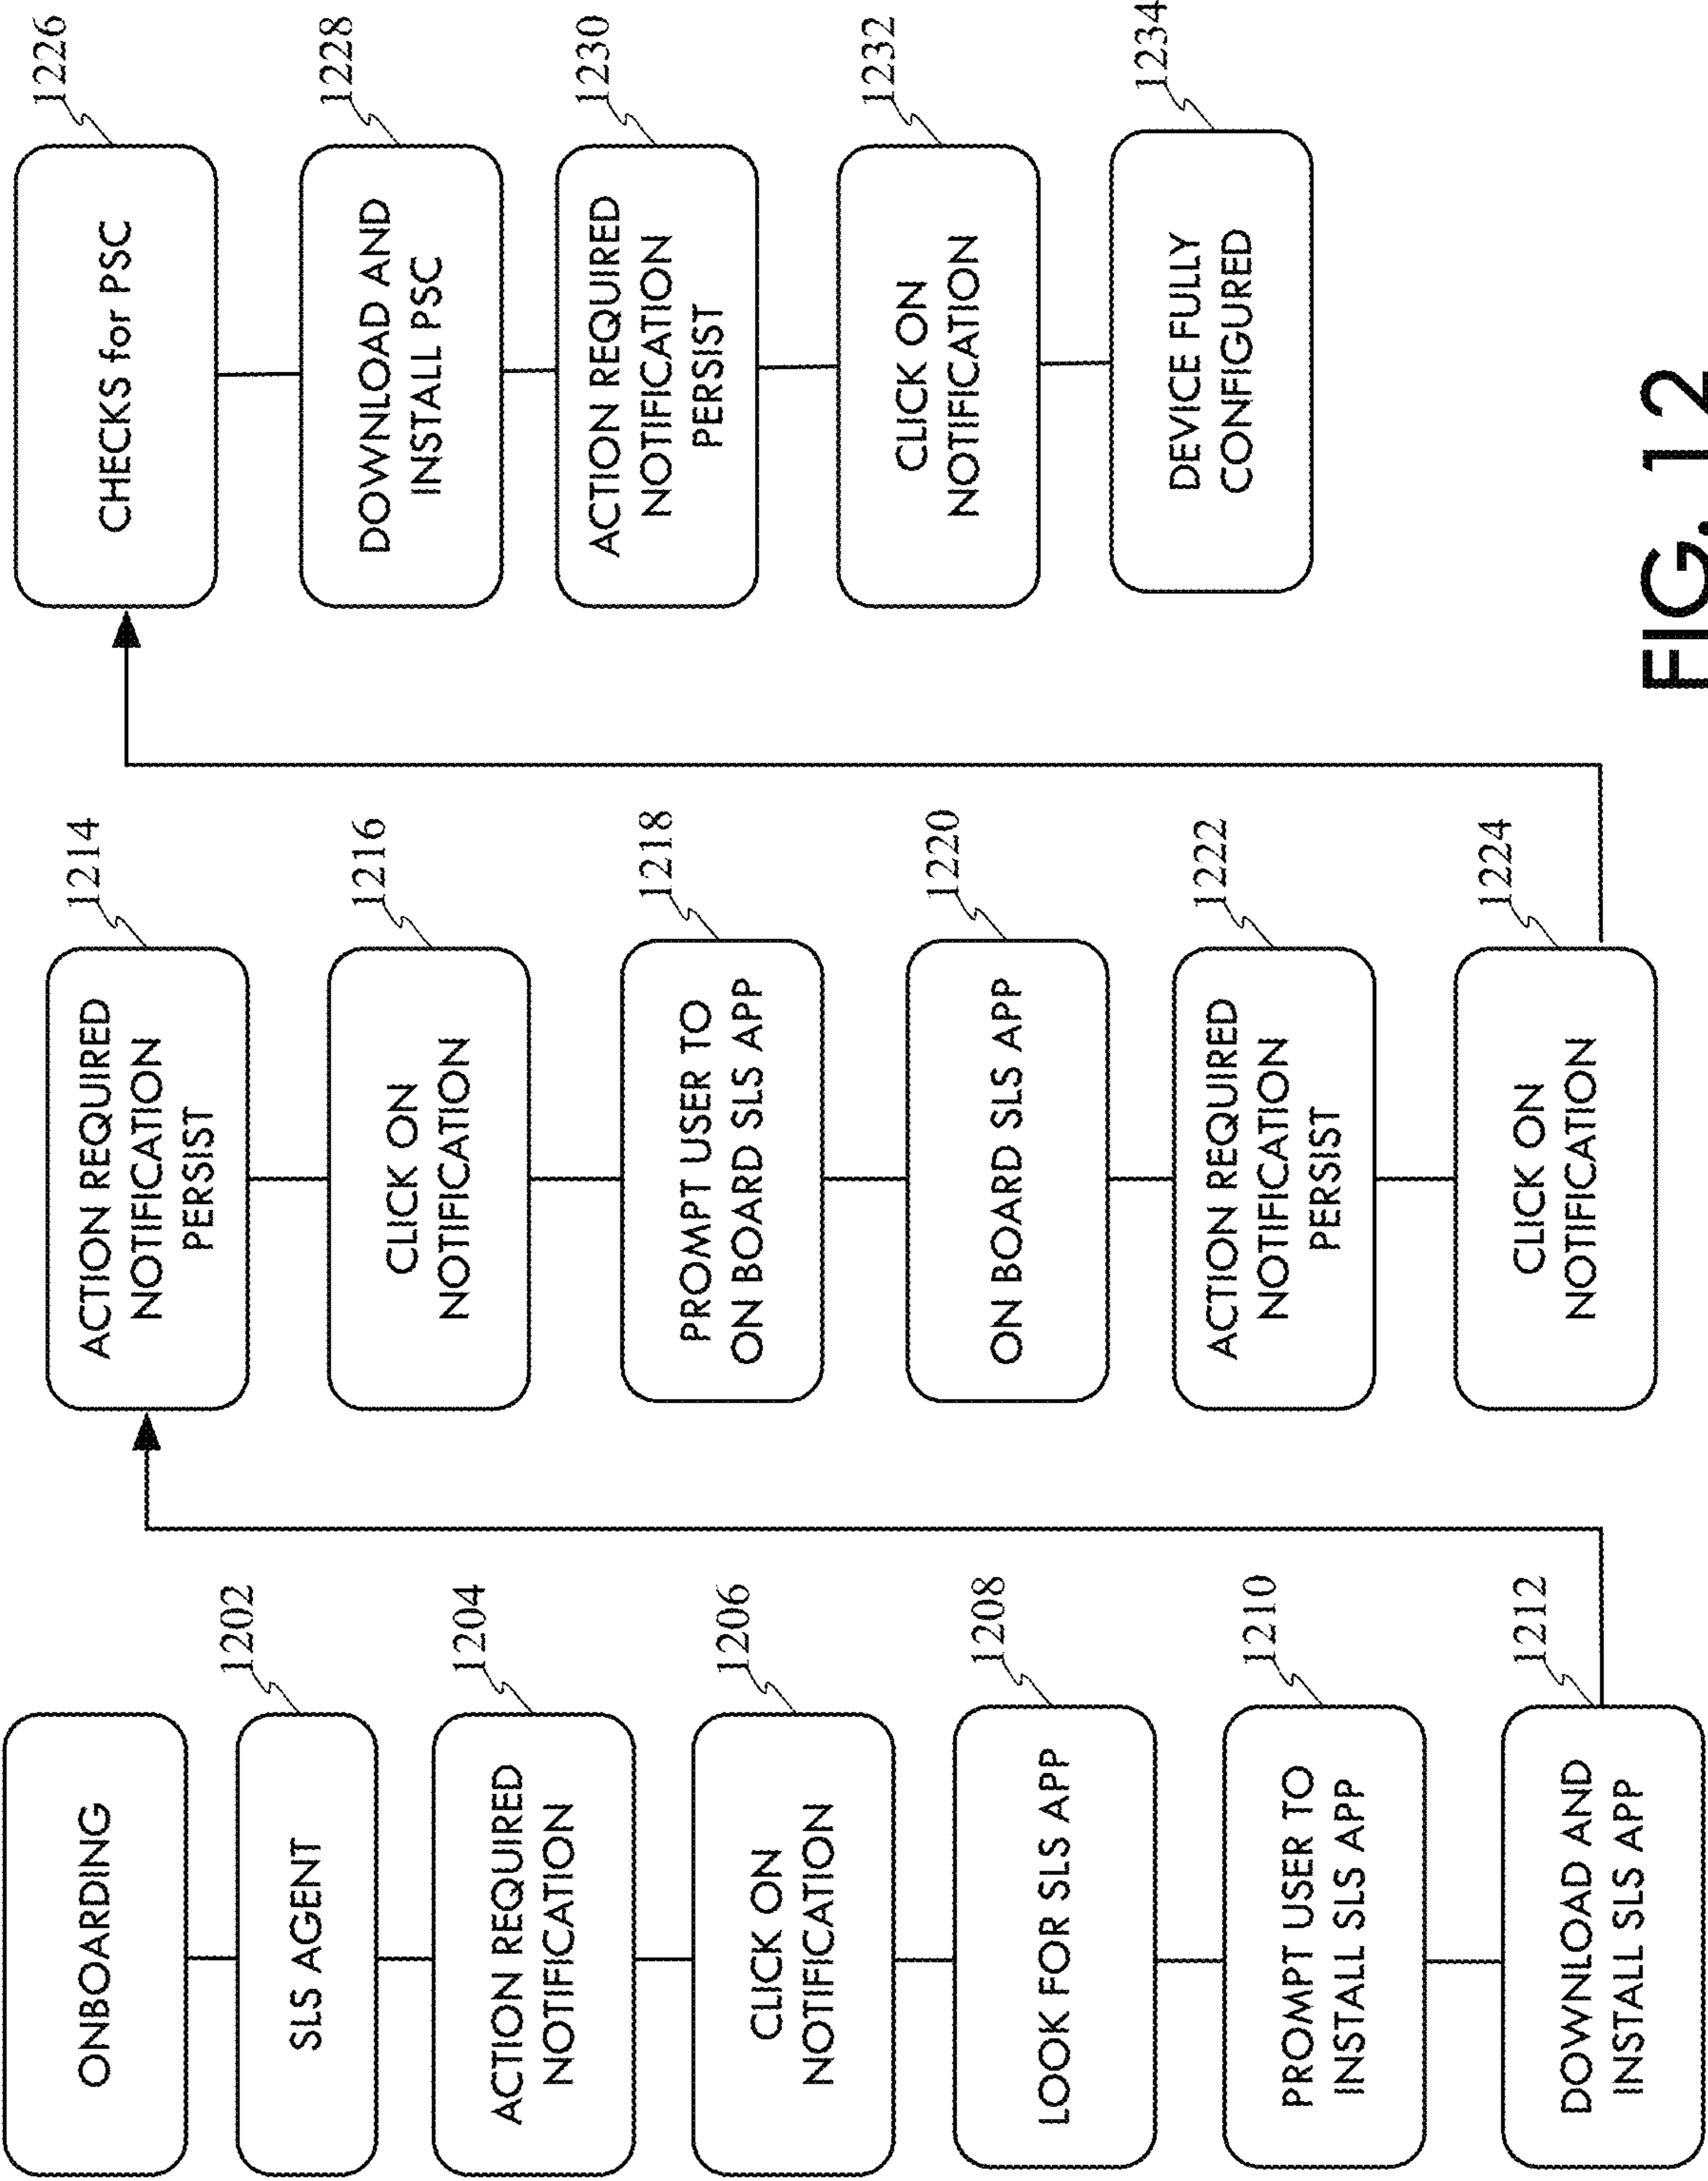 ONBOARDING
1202
SLS AGENT
1204
ACTION REQUIRED
NOTIFICATION
1206
CLICK ON
NOTIFICATION
1208
LOOK FOR SLS APP
1210
PROMPT USER TO
INSTALL SLS APP
1212
DOWNLOAD AND
INSTALL SLS APP
1214
ACTION REQUIRED
NOTIFICATION
PERSIST
1216
CLICK ON
NOTIFICATION
1218
PROMPT USER TO
ON BOARD SLS APP
1220
ON BOARD SLS APP
1222
ACTION REQUIRED
NOTIFICATION
PERSIST
1224
CLICK ON
NOTIFICATION
1226
CHECKS for PSC
1228
DOWNLOAD AND
INSTALL PSC
1230
ACTION REQUIRED
NOTIFICATION
PERSIST
1232
CLICK ON
NOTIFICATION
1234
DEVICE FULLY
CONFIGURED
FIG. 12